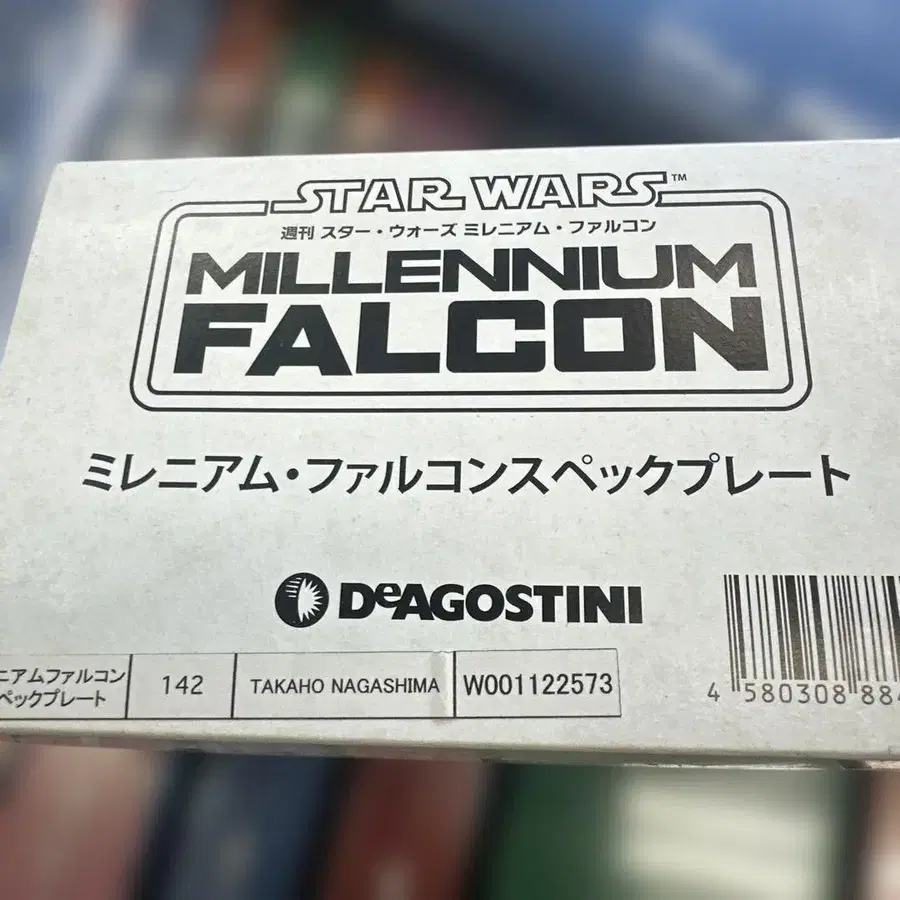 STAR WARS™
週刊 スター・ウォーズ ミレニアム・ファルコン
MILLENNIUM
FALCON
ミレニアム・ファルコンスペックプレート
DeAGOSTINI
ニアムファルコン
ペックプレート
142
TAKAHO NAGASHIMA
W001122573
4 580308 88